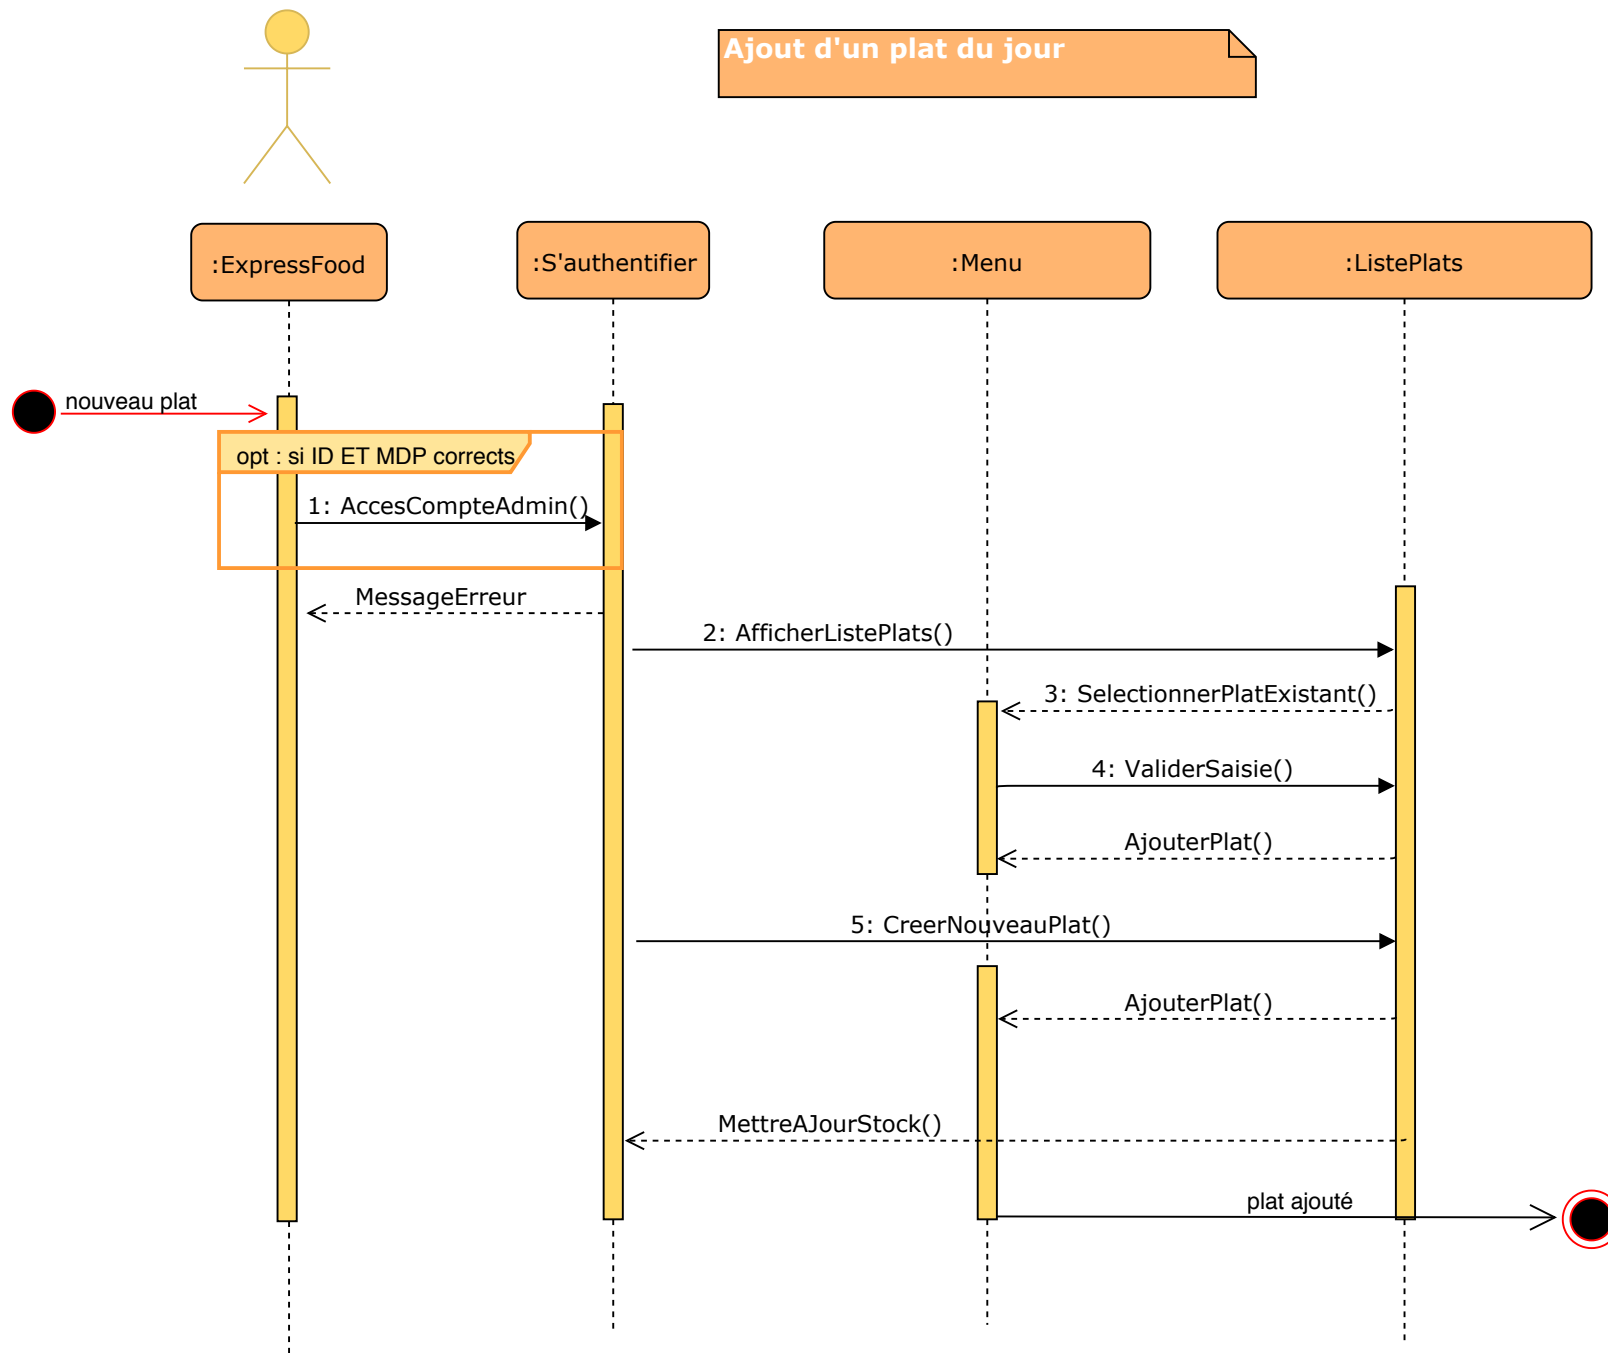 Ajout d'un plat du jour
:ExpressFood
:S'authentifier
:Menu
:ListePlats
nouveau plat
opt : si ID ET MDP corrects
1: AccesCompteAdmin()
MessageErreur
2: AfficherListePlats()
3: SelectionnerPlatExistant()
4: ValiderSaisie()
AjouterPlat()
5: CreerNouveauPlat()
AjouterPlat()
MettreAJourStock()
plat ajouté